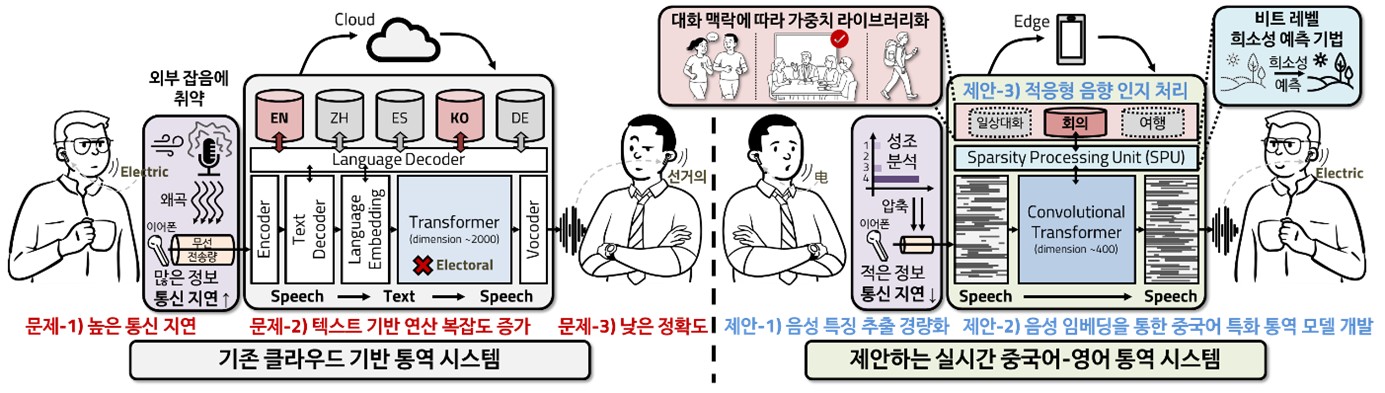 Cloud
외부 잡음에
취약
Electric
왜곡
이어폰
무선
전송량
많은 정보
통신 지연 ↑
EN
ZH
ES
KO
DE
Language Decoder
Encoder
Text
Decoder
Language
Embedding
Transformer
(dimension ~2000)
Electoral
Vocoder
Speech
Text
Speech
선거의
문제-1) 높은 통신 지연
문제-2) 텍스트 기반 연산 복잡도 증가
문제-3) 낮은 정확도
기존 클라우드 기반 통역 시스템
대화 맥락에 따라 가중치 라이브러리화
Edge
비트 레벨
희소성 예측 기법
희소성
예측
电
1
2
3
4
성조
분석
압축
이어폰
적은 정보
통신 지연 ↓
제안-3) 적응형 음향 인지 처리
일상대화
회의
여행
Sparsity Processing Unit (SPU)
Convolutional
Transformer
(dimension ~400)
Speech
Speech
Electric
제안-1) 음성 특징 추출 경량화
제안-2) 음성 임베딩을 통한 중국어 특화 통역 모델 개발
제안하는 실시간 중국어-영어 통역 시스템